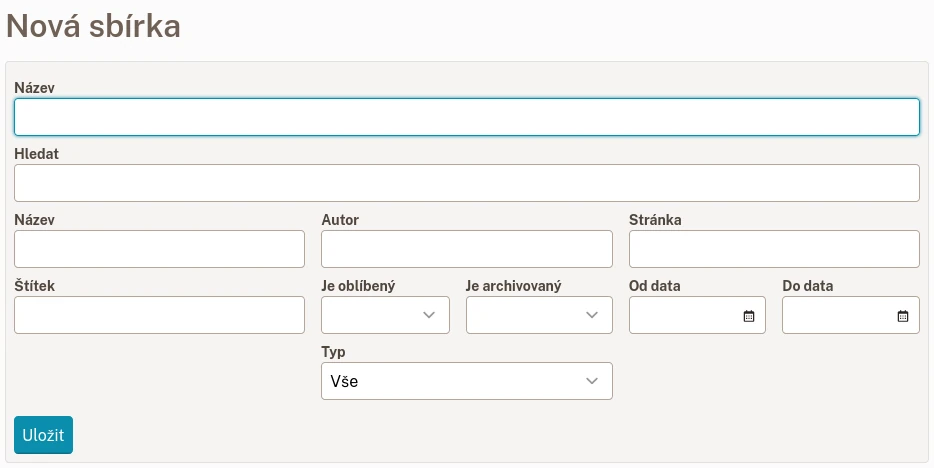 Nová sbírka
Název
Hledat
Název Autor Stránka
Štítek Je oblíbený Je archivovaný Od data Do data
Typ
Vše
Uložit